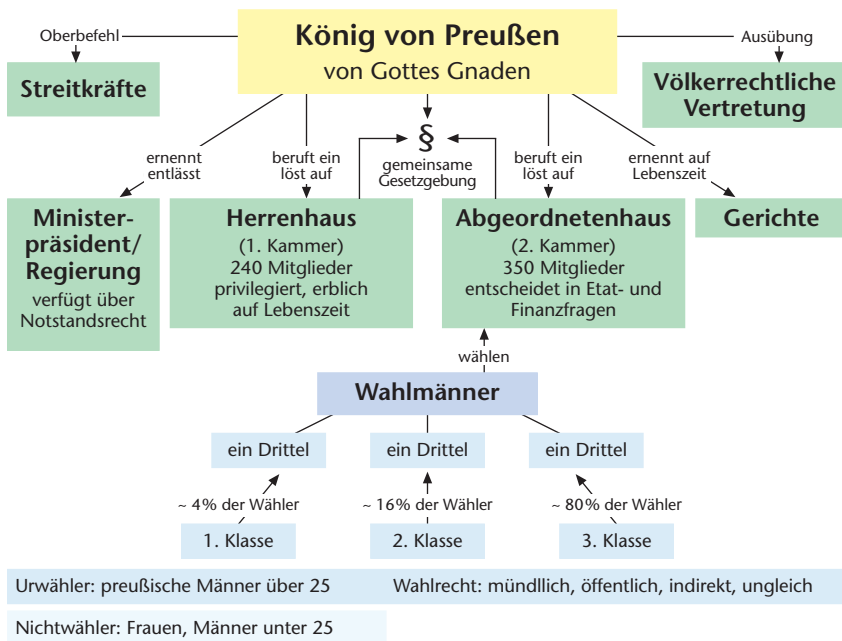 König von Preußen
von Gottes Gnaden
Oberbefehl
Streitkräfte
Ausübung
Völkerrechtliche
Vertretung
ernennt
entlässt
beruft ein
löst auf
§
gemeinsame
Gesetzgebung
beruft ein
löst auf
ernennt auf
Lebenszeit
Minister-
präsident/
Regierung
verfügt über
Notstandsrecht
Herrenhaus
(1. Kammer)
240 Mitglieder
privilegiert, erblich
auf Lebenszeit
Abgeordnetenhaus
(2. Kammer)
350 Mitglieder
entscheidet in Etat- und
Finanzfragen
Gerichte
wählen
Wahlmänner
ein Drittel
ein Drittel
ein Drittel
~ 4% der Wähler
~ 16% der Wähler
~ 80% der Wähler
1. Klasse
2. Klasse
3. Klasse
Urwähler: preußische Männer über 25
Wahlrecht: mündllich, öffentlich, indirekt, ungleich
Nichtwähler: Frauen, Männer unter 25